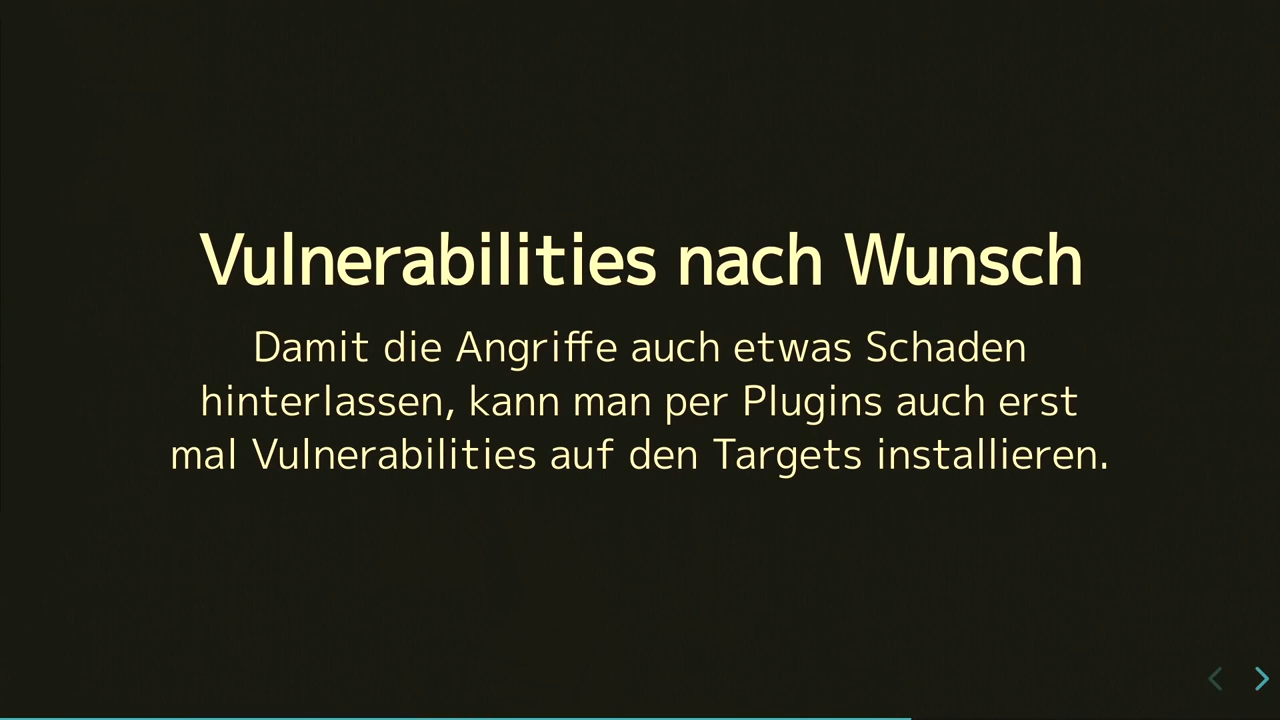 Vulnerabilities nach Wunsch
Damit die Angriffe auch etwas Schaden
hinterlassen, kann man per Plugins auch erst
mal Vulnerabilities auf den Targets installieren.